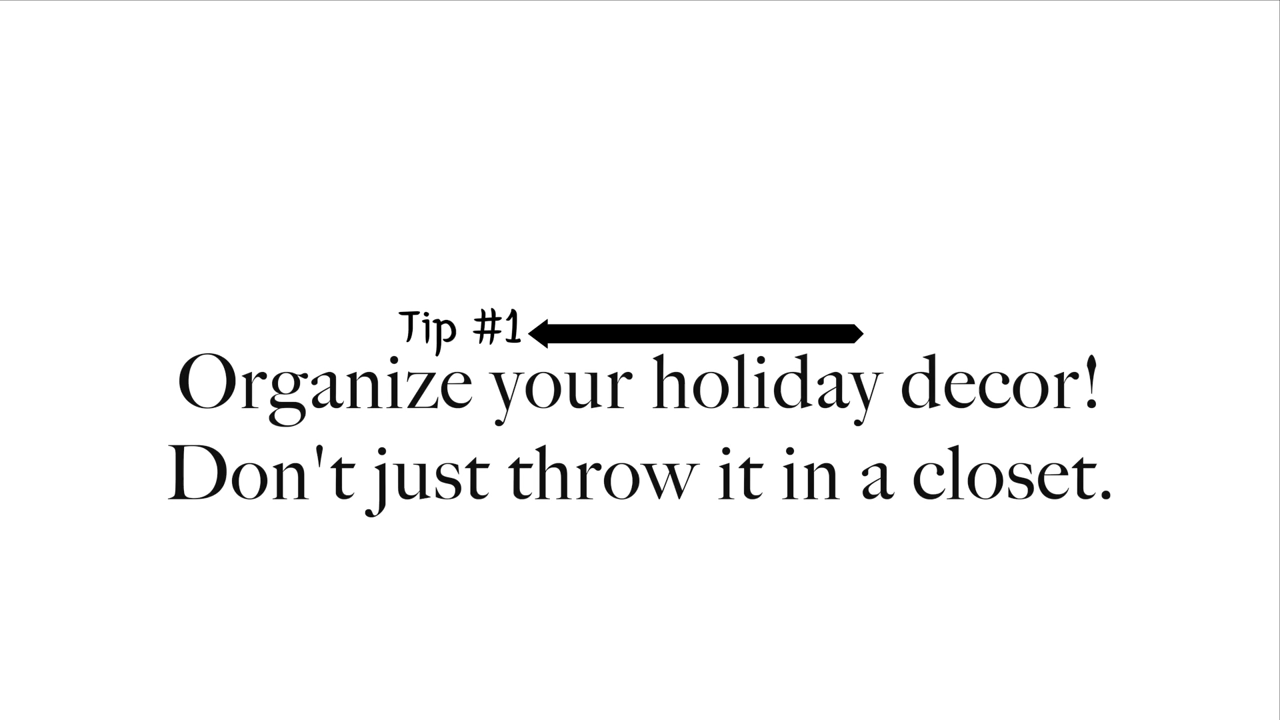 Tip #1
Organize your holiday decor!
Don't just throw it in a closet.